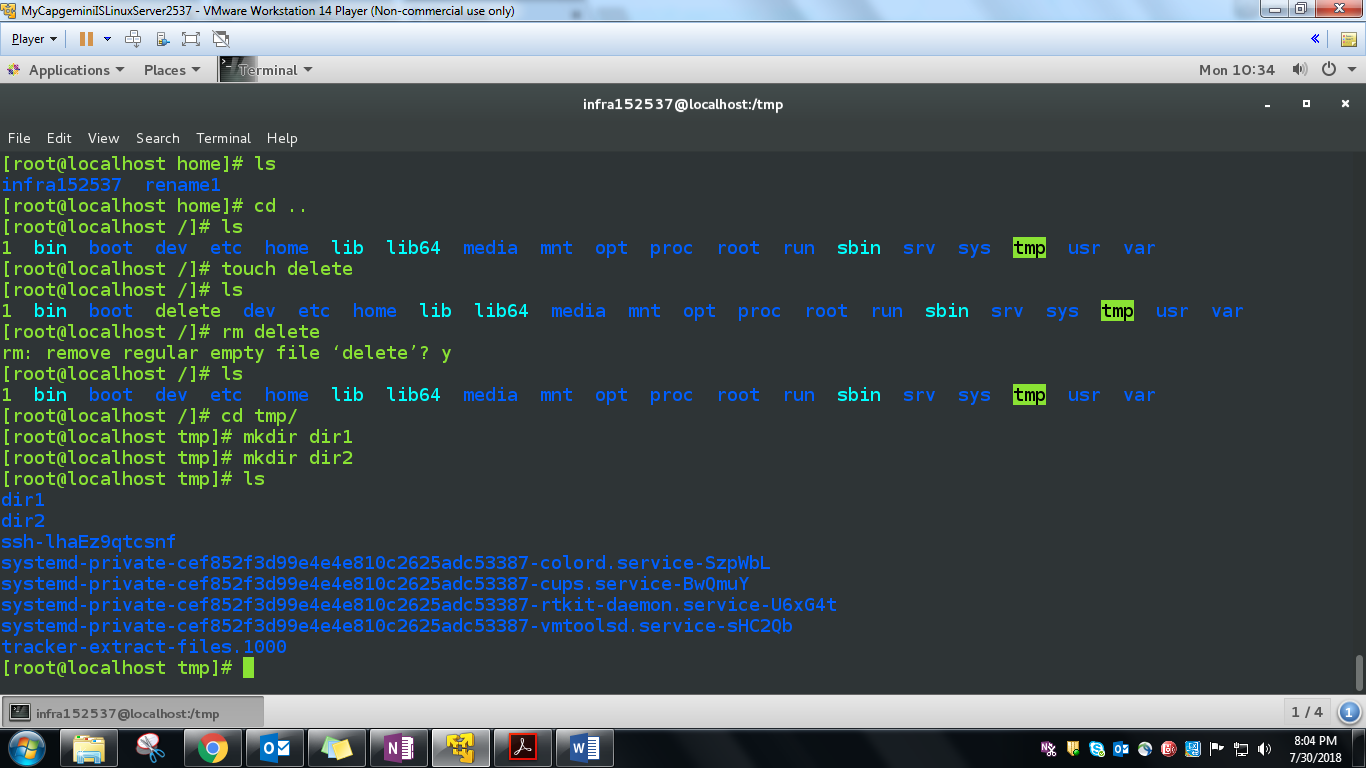 MyCapgeminiISLinuxServer2537 - VMware Workstation 14 Player (Non-commercial use only)
Player
Applications Places Terminal Mon 10:34
infra152537@localhost:/tmp
File Edit View Search Terminal Help
[root@localhost home]# ls
infra152537 rename1
[root@localhost home]# cd ..
[root@localhost /]# ls
1 bin boot dev etc home lib lib64 media mnt opt proc root run sbin srv sys tmp usr var
[root@localhost /]# touch delete
[root@localhost /]# ls
1 bin boot delete dev etc home lib lib64 media mnt opt proc root run sbin srv sys tmp usr var
[root@localhost /]# rm delete
rm: remove regular empty file ‘delete’? y
[root@localhost /]# ls
1 bin boot dev etc home lib lib64 media mnt opt proc root run sbin srv sys tmp usr var
[root@localhost /]# cd tmp/
[root@localhost tmp]# mkdir dir1
[root@localhost tmp]# mkdir dir2
[root@localhost tmp]# ls
dir1
dir2
ssh-lhaEz9qtcsnf
systemd-private-cef852f3d99e4e4e810c2625adc53387-colord.service-SzpWbL
systemd-private-cef852f3d99e4e4e810c2625adc53387-cups.service-BwQmuY
systemd-private-cef852f3d99e4e4e810c2625adc53387-rtkit-daemon.service-U6xG4t
systemd-private-cef852f3d99e4e4e810c2625adc53387-vmtoolsd.service-sHC2Qb
tracker-extract-files.1000
[root@localhost tmp]#
infra152537@localhost:/tmp 1 / 4 1
8:04 PM
7/30/2018